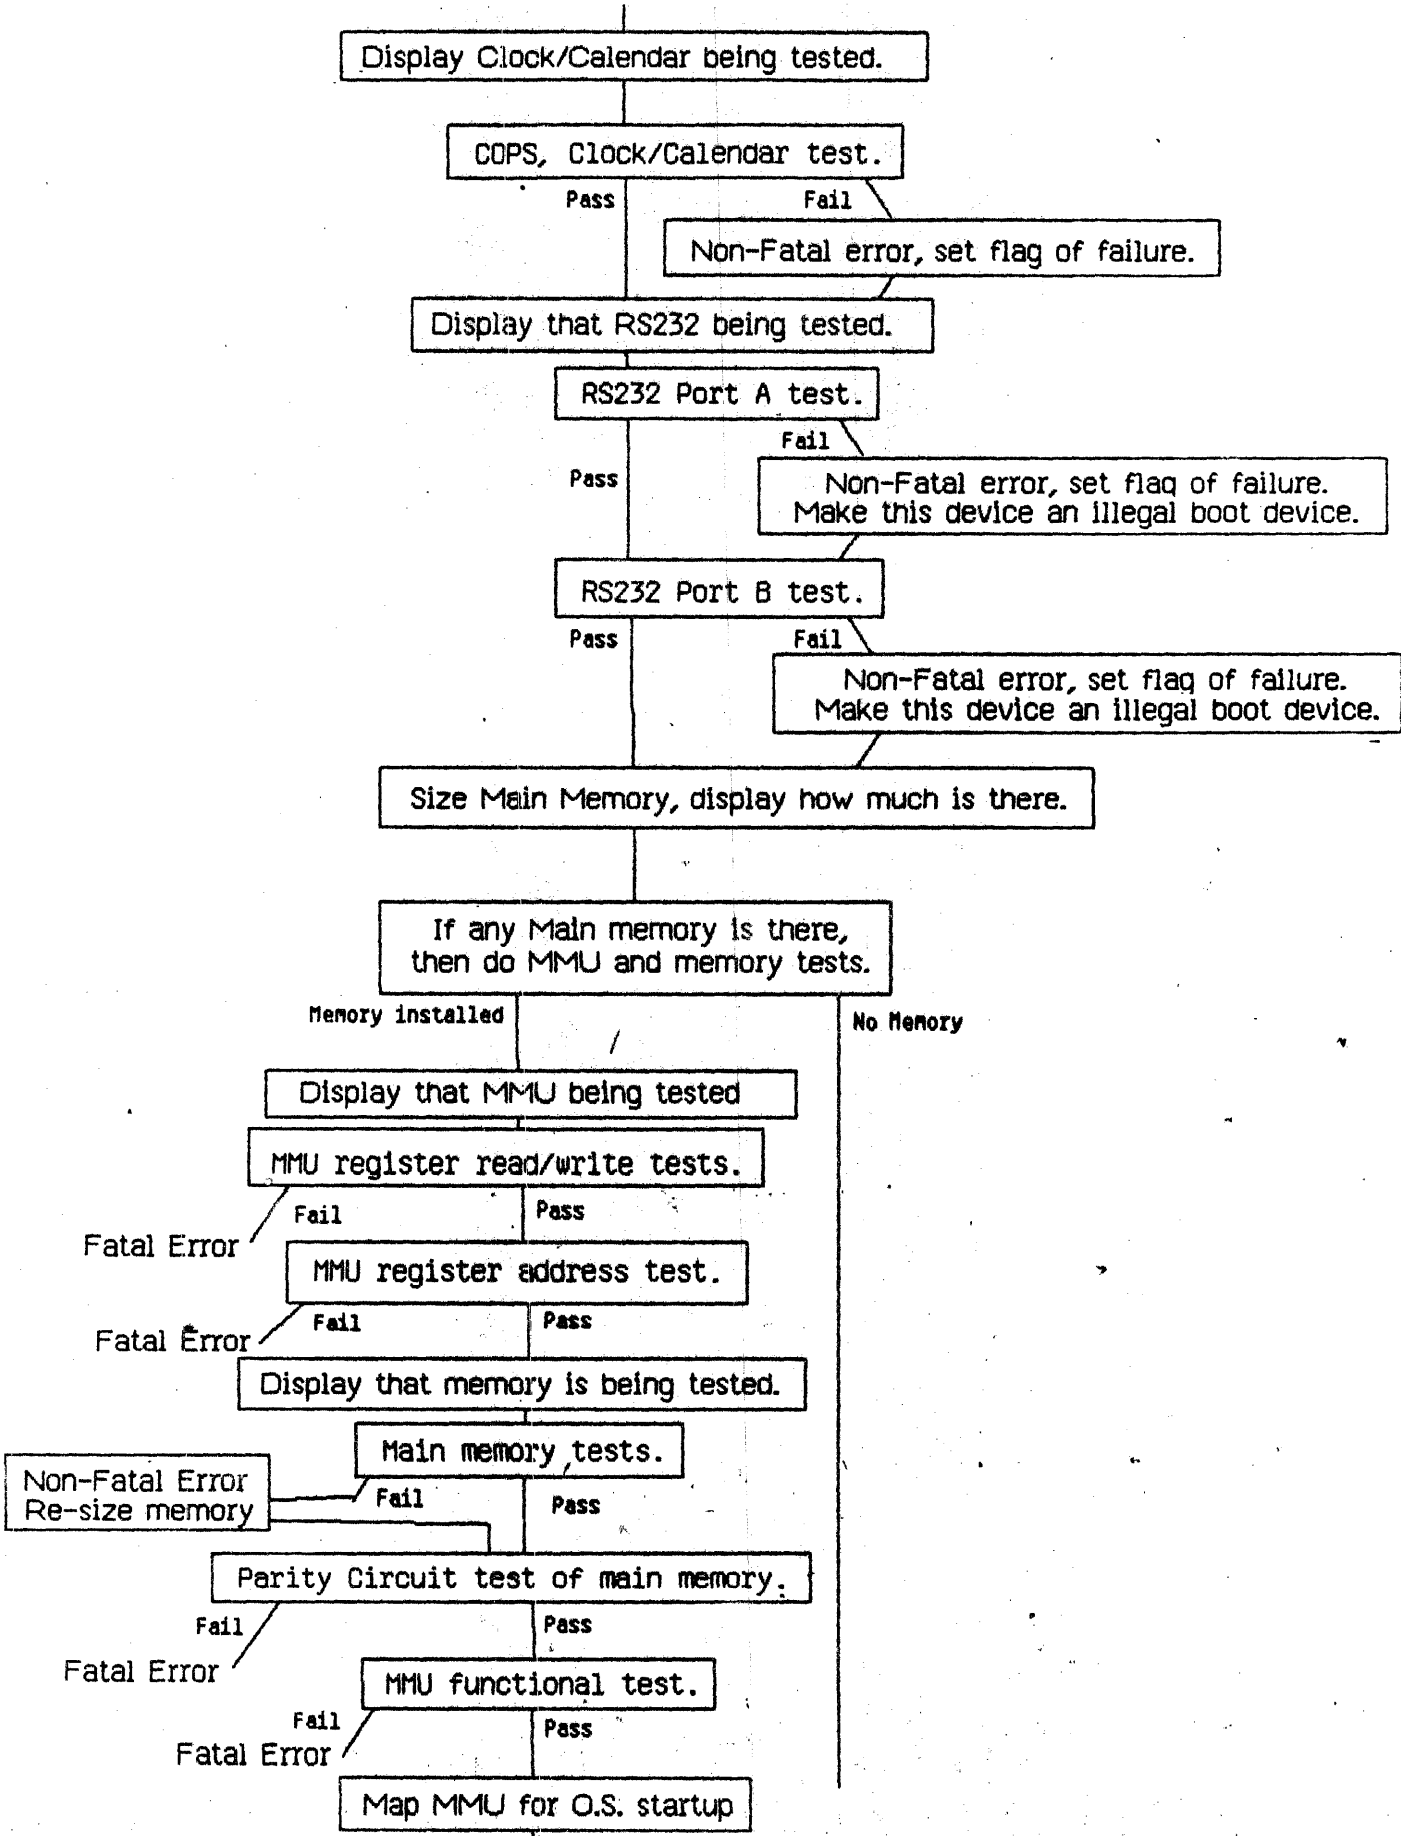 Display Clock/Calendar being tested.
COPS, Clock/Calendar test.
Pass
Fail
Non-Fatal error, set flag of failure.
Display that RS232 being tested.
RS232 Port A test.
Fail
Pass
Non-Fatal error, set flag of failure.
Make this device an illegal boot device.
RS232 Port B test.
Pass
Fail
Non-Fatal error, set flag of failure.
Make this device an illegal boot device.
Size Main Memory, display how much is there.
If any Main memory is there,
then do MMU and memory tests.
Memory installed
No Memory
Display that MMU being tested
MMU register read/write tests.
Fail
Pass
Fatal Error
MMU register address test.
Fail
Pass
Fatal Error
Display that memory is being tested.
Main memory tests.
Non-Fatal Error
Re-size memory
Fail
Pass
Parity Circuit test of main memory.
Fail
Pass
Fatal Error
MMU functional test.
Fail
Pass
Fatal Error
Map MMU for O.S. startup